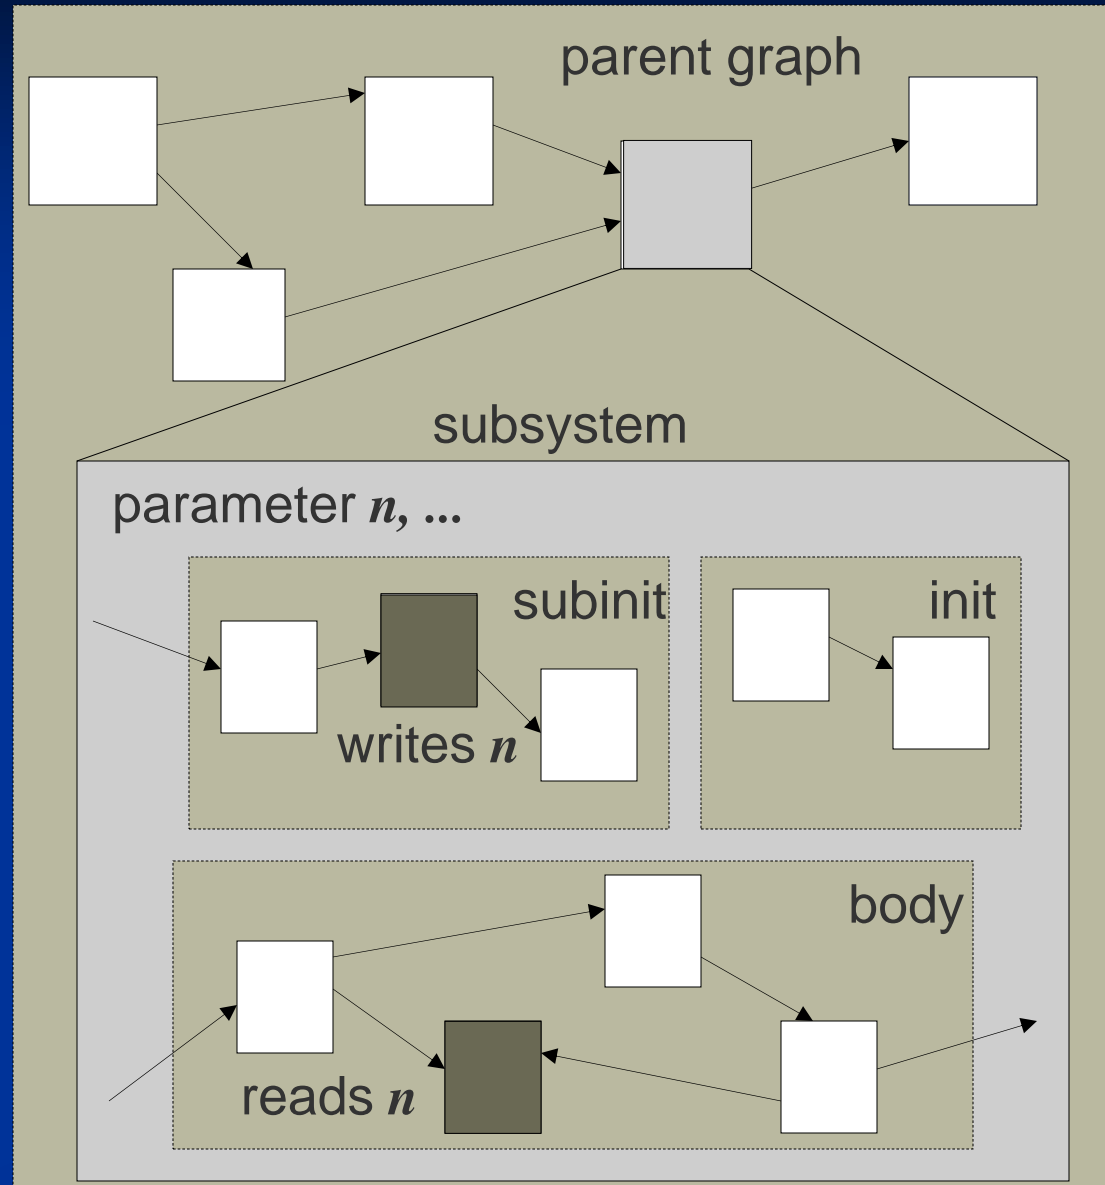 parent graph
subsystem
parameter n, ...
subinit
init
writes n
body
reads n